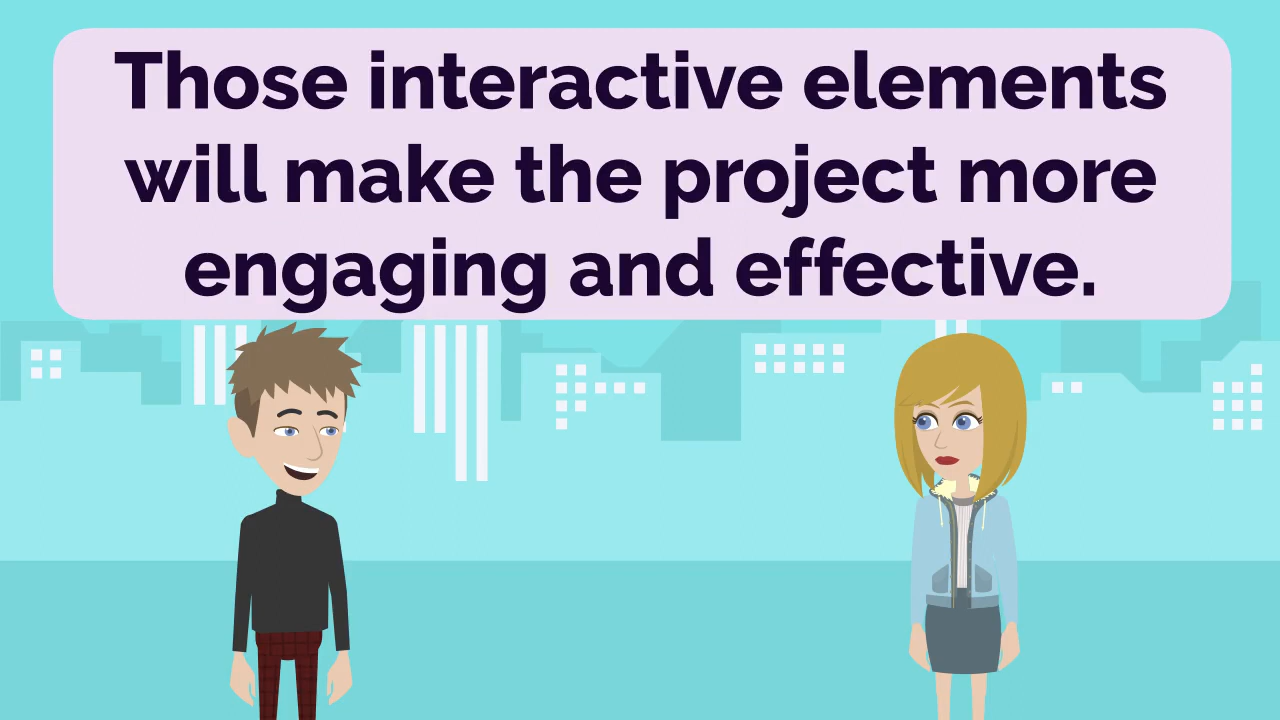 Those interactive elements
will make the project more
engaging and effective.